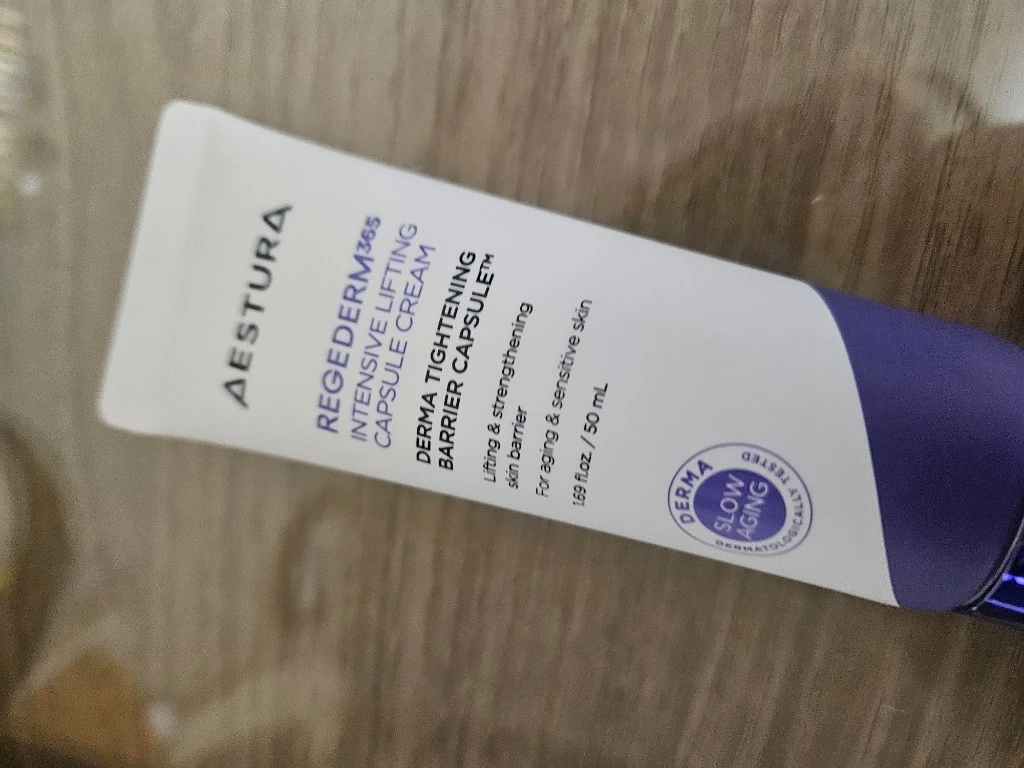 AESTURA
REGEDERM³⁶⁵
INTENSIVE LIFTING
CAPSULE CREAM
DERMA TIGHTENING
BARRIER CAPSULE™
Lifting & strengthening
skin barrier
For aging & sensitive skin
1.69 fl.oz. / 50 mL
DERMA
SLOW
AGING
DERMATOLOGICALLY TESTED